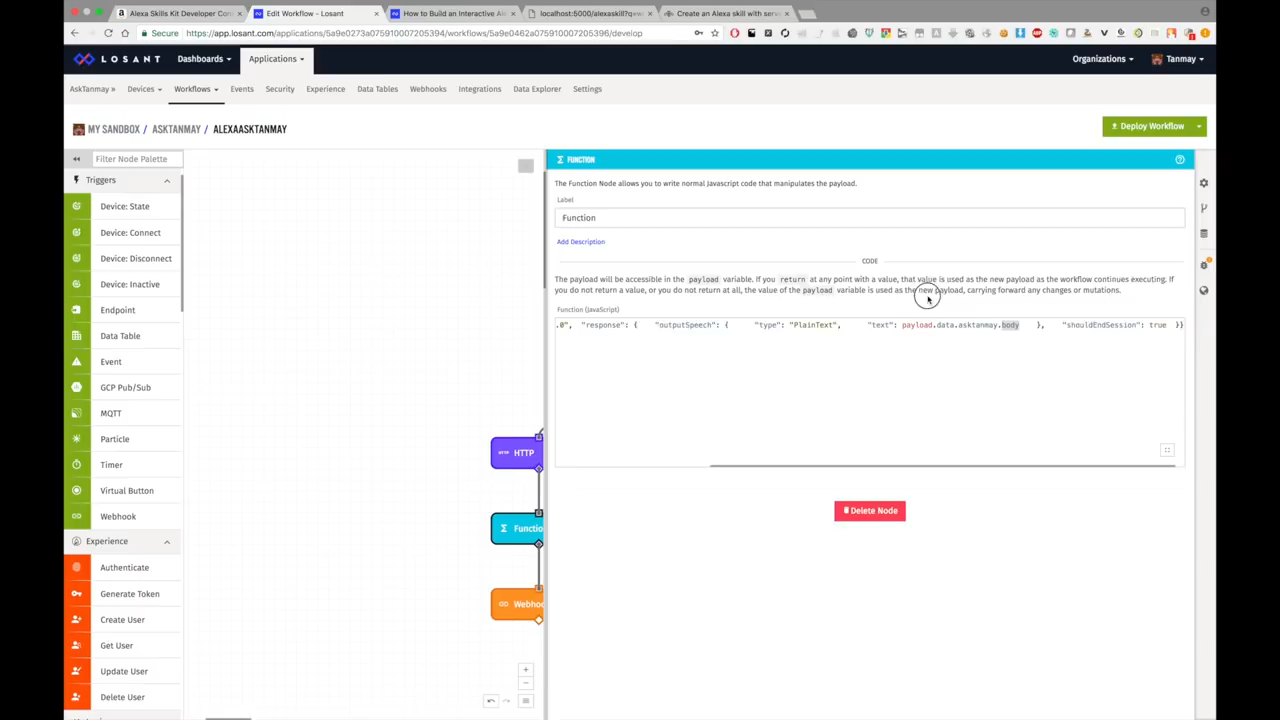 Alexa Skills Kit Developer Con
Edit Workflow – Losant
How to Build an Interactive Al
localhost:5000/alexaskill?q=w
Create an Alexa skill with serv
Secure
https://app.losant.com/applications/5a9e0273a075910007205394/workflows/5a9e0462a075910007205396/develop
LOSANT
Dashboards
Applications
Organizations
Tanmay
AskTanmay »
Devices
Workflows
Events
Security
Experience
Data Tables
Webhooks
Integrations
Data Explorer
Settings
MY SANDBOX / ASKTANMAY / ALEXAASKTANMAY
Deploy Workflow
Filter Node Palette
Triggers
Device: State
Device: Connect
Device: Disconnect
Device: Inactive
Endpoint
Data Table
Event
GCP Pub/Sub
MQTT
Particle
Timer
Virtual Button
Webhook
Experience
Authenticate
Generate Token
Create User
Get User
Update User
Delete User
HTTP HTTP
Functio
Webhoo
FUNCTION
The Function Node allows you to write normal Javascript code that manipulates the payload.
Label
Function
Add Description
CODE
The payload will be accessible in the payload variable. If you return at any point with a value, that value is used as the new payload as the workflow continues executing. If
you do not return a value, or you do not return at all, the value of the payload variable is used as the new payload, carrying forward any changes or mutations.
Function (JavaScript)
.0", "response": { "outputSpeech": { "type": "PlainText", "text": payload.data.asktanmay.body }, "shouldEndSession": true }}
Delete Node